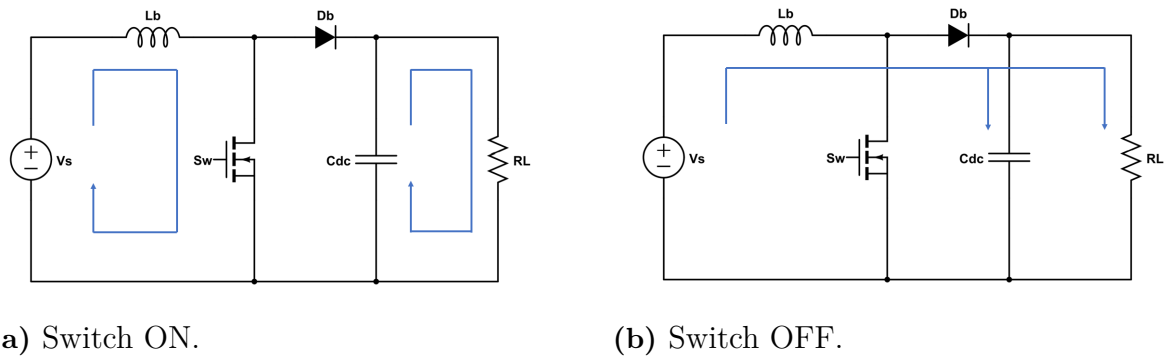 Lb
Db
Vs
Sw
Cdc
RL
a) Switch ON.
Lb
Db
Vs
Sw
Cdc
RL
(b) Switch OFF.